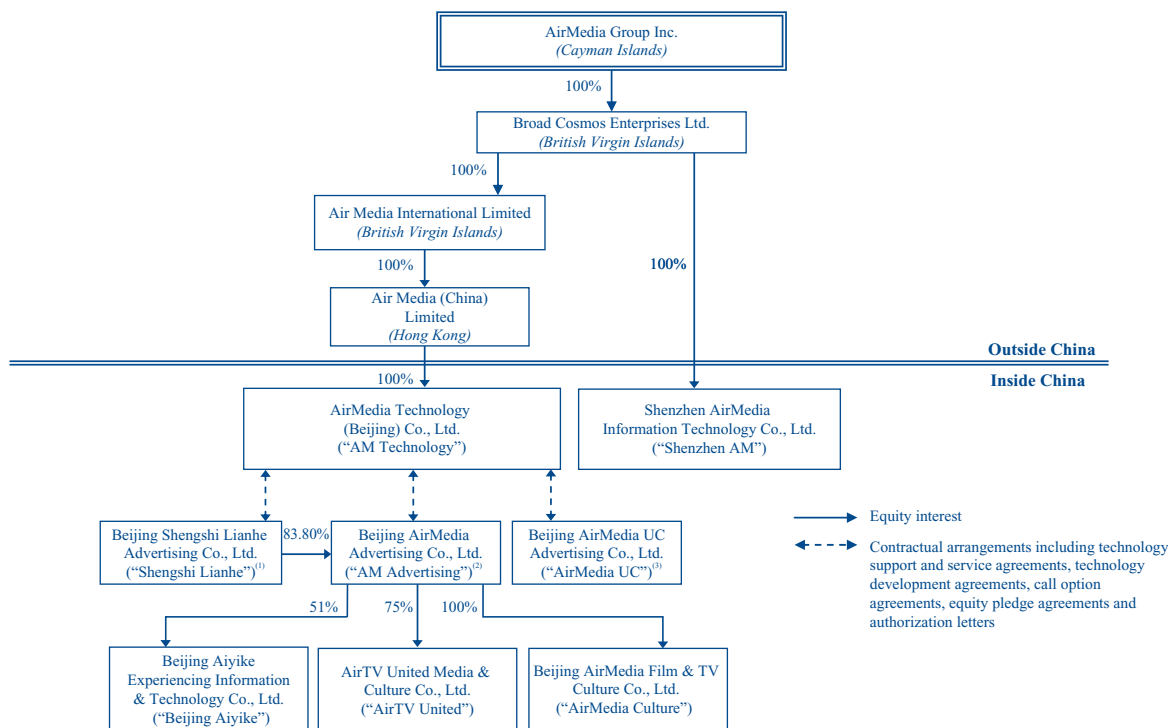 AirMedia Group Inc.
(Cayman Islands)
100%
Broad Cosmos Enterprises Ltd.
(British Virgin Islands)
100%
Air Media International Limited
(British Virgin Islands)
100%
100%
Air Media (China)
Limited
(Hong Kong)
Outside China
Inside China
100%
AirMedia Technology
(Beijing) Co., Ltd.
(“AM Technology”)
Shenzhen AirMedia
Information Technology Co., Ltd.
(“Shenzhen AM”)
Beijing Shengshi Lianhe
Advertising Co., Ltd.
(“Shengshi Lianhe”)(1)
83.80%
Beijing AirMedia
Advertising Co., Ltd.
(“AM Advertising”)(2)
Beijing AirMedia UC
Advertising Co., Ltd.
(“AirMedia UC”)(3)
Equity interest
Contractual arrangements including technology
support and service agreements, technology
development agreements, call option
agreements, equity pledge agreements and
authorization letters
51%
75%
100%
Beijing Aiyike
Experiencing Information
& Technology Co., Ltd.
(“Beijing Aiyike”)
AirTV United Media &
Culture Co., Ltd.
(“AirTV United”)
Beijing AirMedia Film & TV
Culture Co., Ltd.
(“AirMedia Culture”)